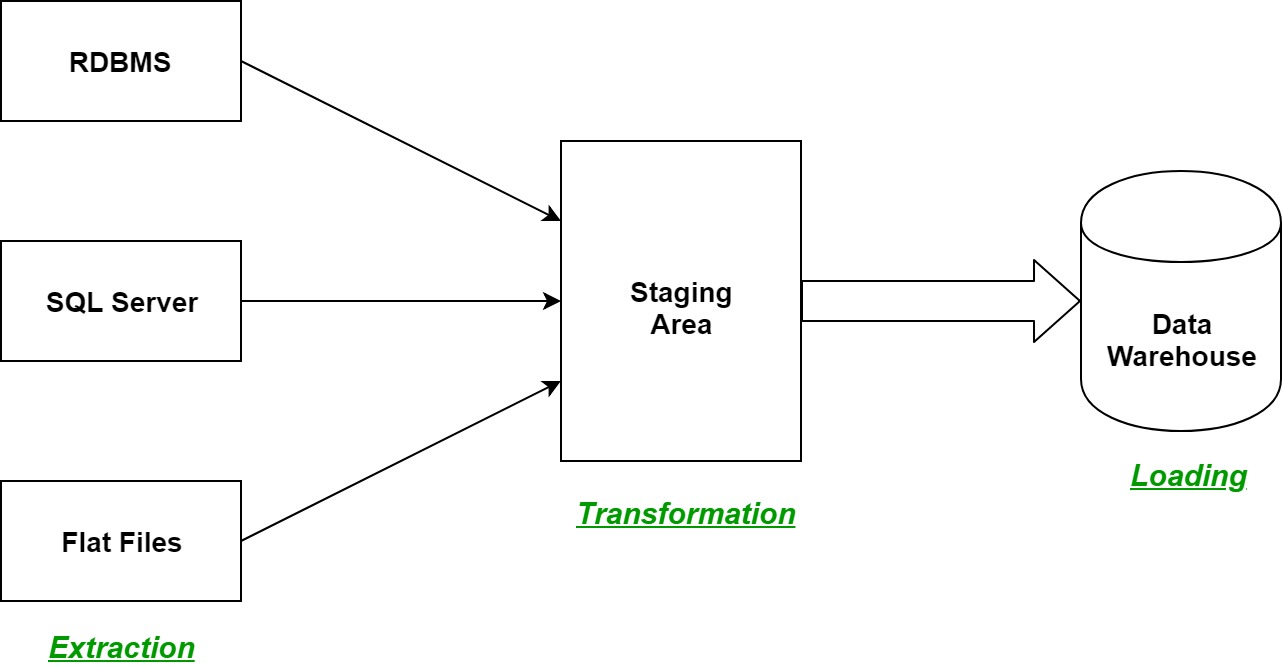 RDBMS
SQL Server
Flat Files
Extraction
Staging
Area
Transformation
Data
Warehouse
Loading